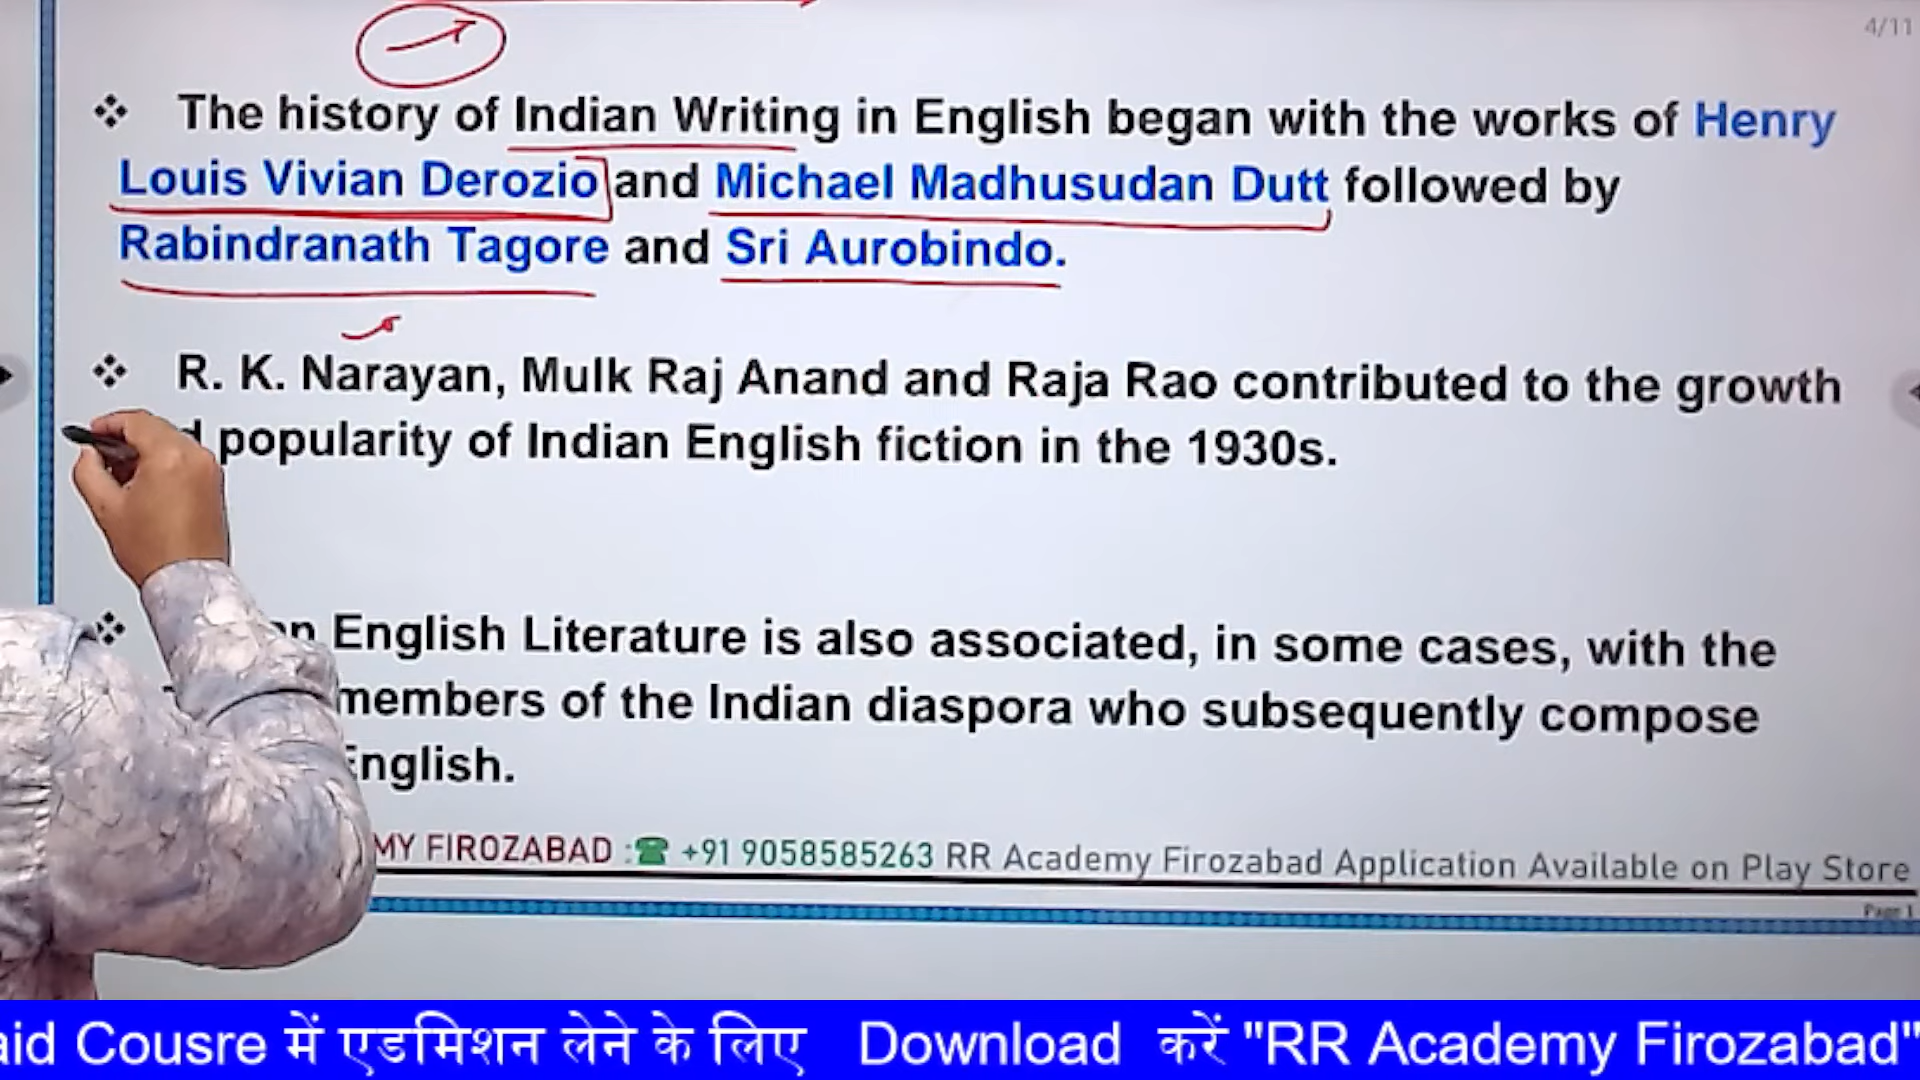 4/11
❖ The history of Indian Writing in English began with the works of Henry
Louis Vivian Derozio and Michael Madhusudan Dutt followed by
Rabindranath Tagore and Sri Aurobindo.
❖ R. K. Narayan, Mulk Raj Anand and Raja Rao contributed to the growth
popularity of Indian English fiction in the 1930s.
❖ English Literature is also associated, in some cases, with the
members of the Indian diaspora who subsequently compose
English.
MY FIROZABAD :☎ +91 9058585263 RR Academy Firozabad Application Available on Play Store
Page 1
aid Cousre में एडमिशन लेने के लिए Download करें "RR Academy Firozabad"